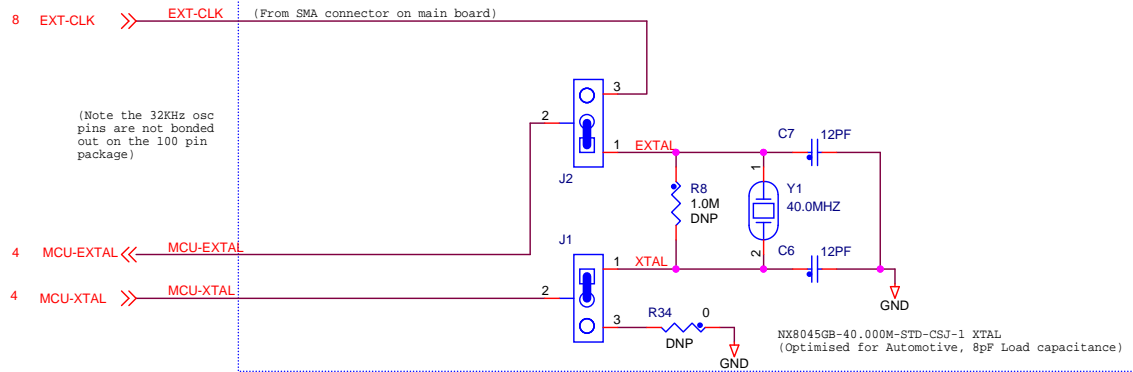 8 EXT-CLK EXT-CLK (From SMA connector on main board)
3
(Note the 32KHz osc
pins are not bonded
out on the 100 pin
package)
2
1 EXTAL C7 12PF
J2
1
R8
1.0M
DNP
Y1
40.0MHZ
J1
4 MCU-EXTAL MCU-EXTAL
2 C6 12PF
1 XTAL
4 MCU-XTAL MCU-XTAL 2
GND
3 R34 0
DNP
GND
NX8045GB-40.000M-STD-CSJ-1 XTAL
(Optimised for Automotive, 8pF Load capacitance)